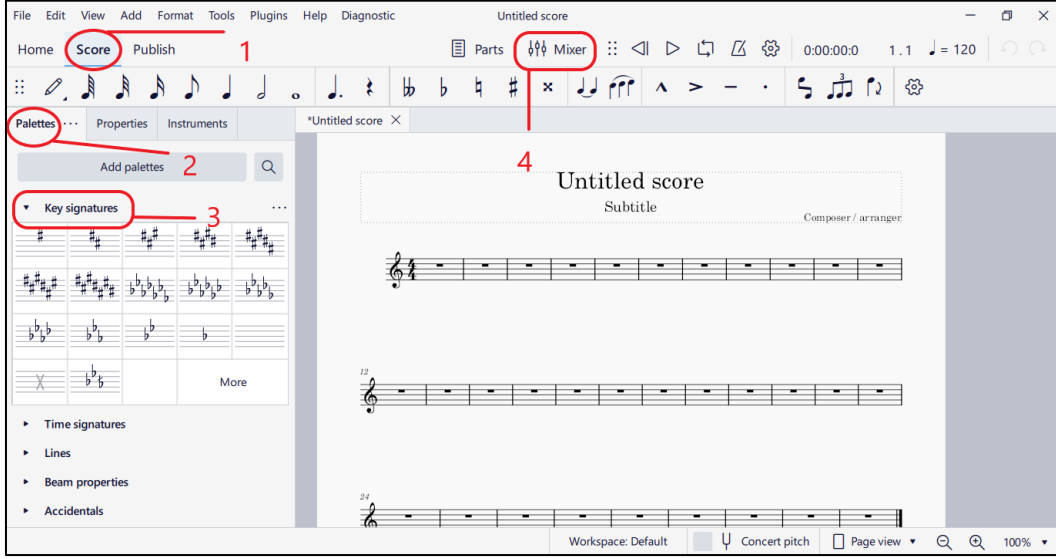 File Edit View Add Format Tools Plugins Help Diagnostic Untitled score
Home Score Publish 1 Parts Mixer 0:00:00:0 1 . 1 = 120
3
Palettes ··· Properties Instruments *Untitled score
Add palettes 2
4
Untitled score
Subtitle
Composer / arranger
Key signatures 3 ···
More
12
Time signatures
Lines
Beam properties
Accidentals
24
Workspace: Default Concert pitch Page view 100%